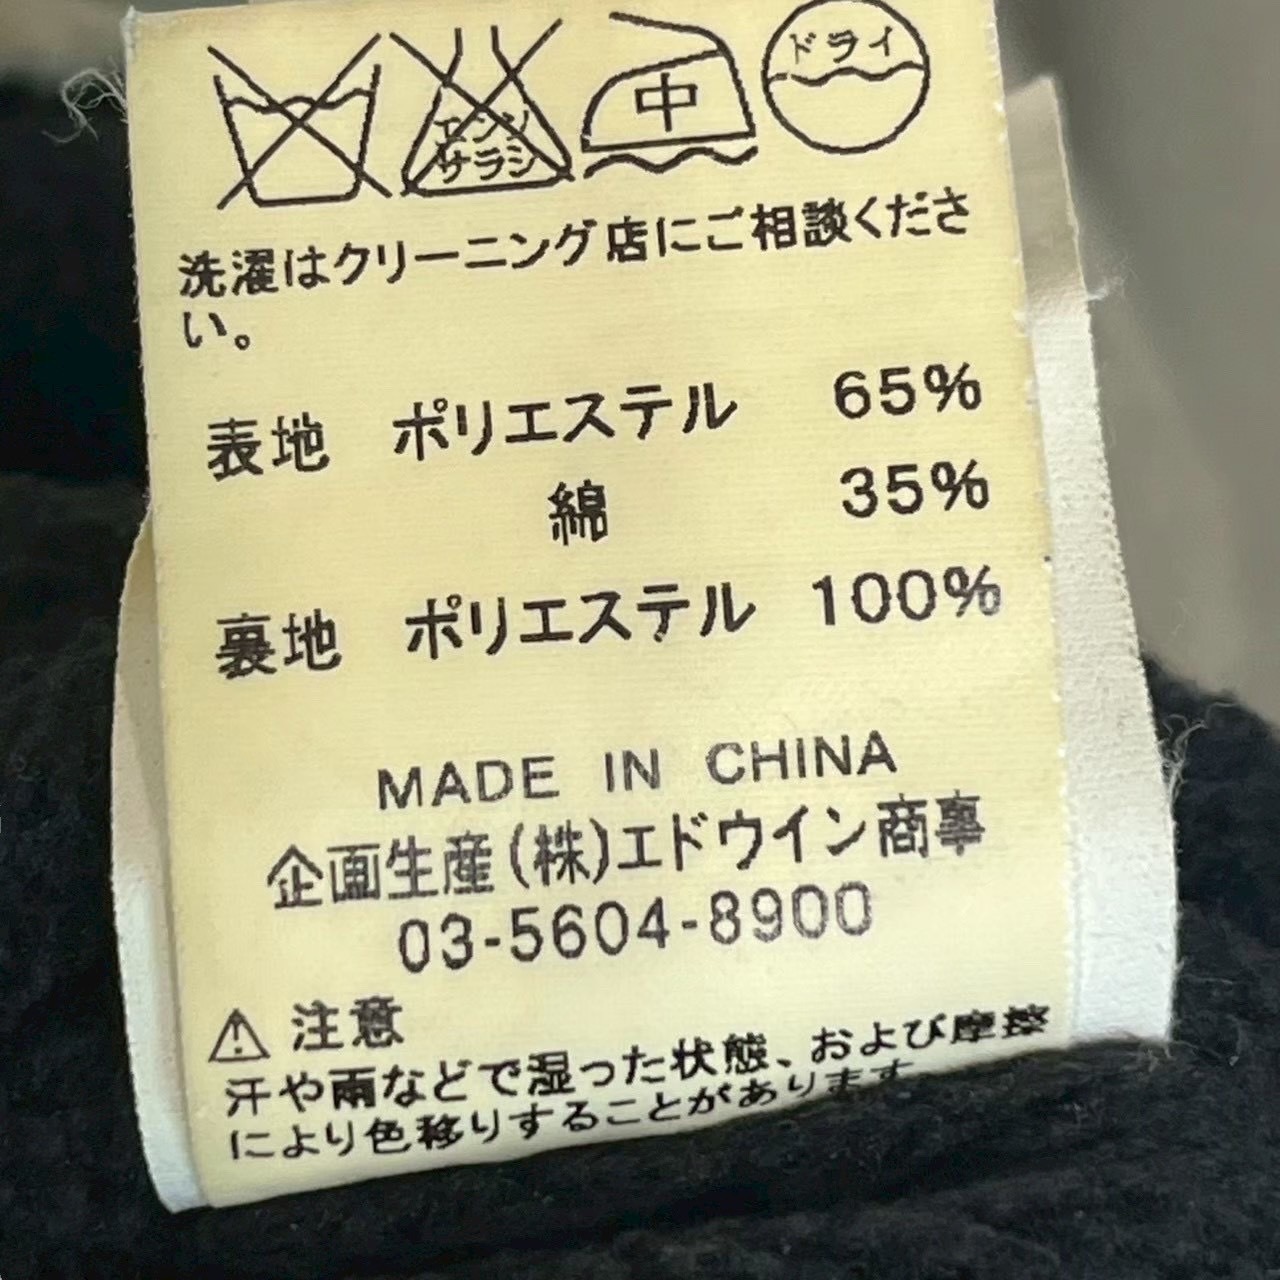 ドライ
エンソ
サラシ
中
洗濯はクリーニング店にご相談くださ
い。
表地 ポリエステル 65%
綿 35%
裏地 ポリエステル 100%
MADE IN CHINA
企画生産(株)エドウイン商事
03-5604-8900
⚠ 注意
汗や雨などで湿った状態、および摩擦
により色移りすることがあります